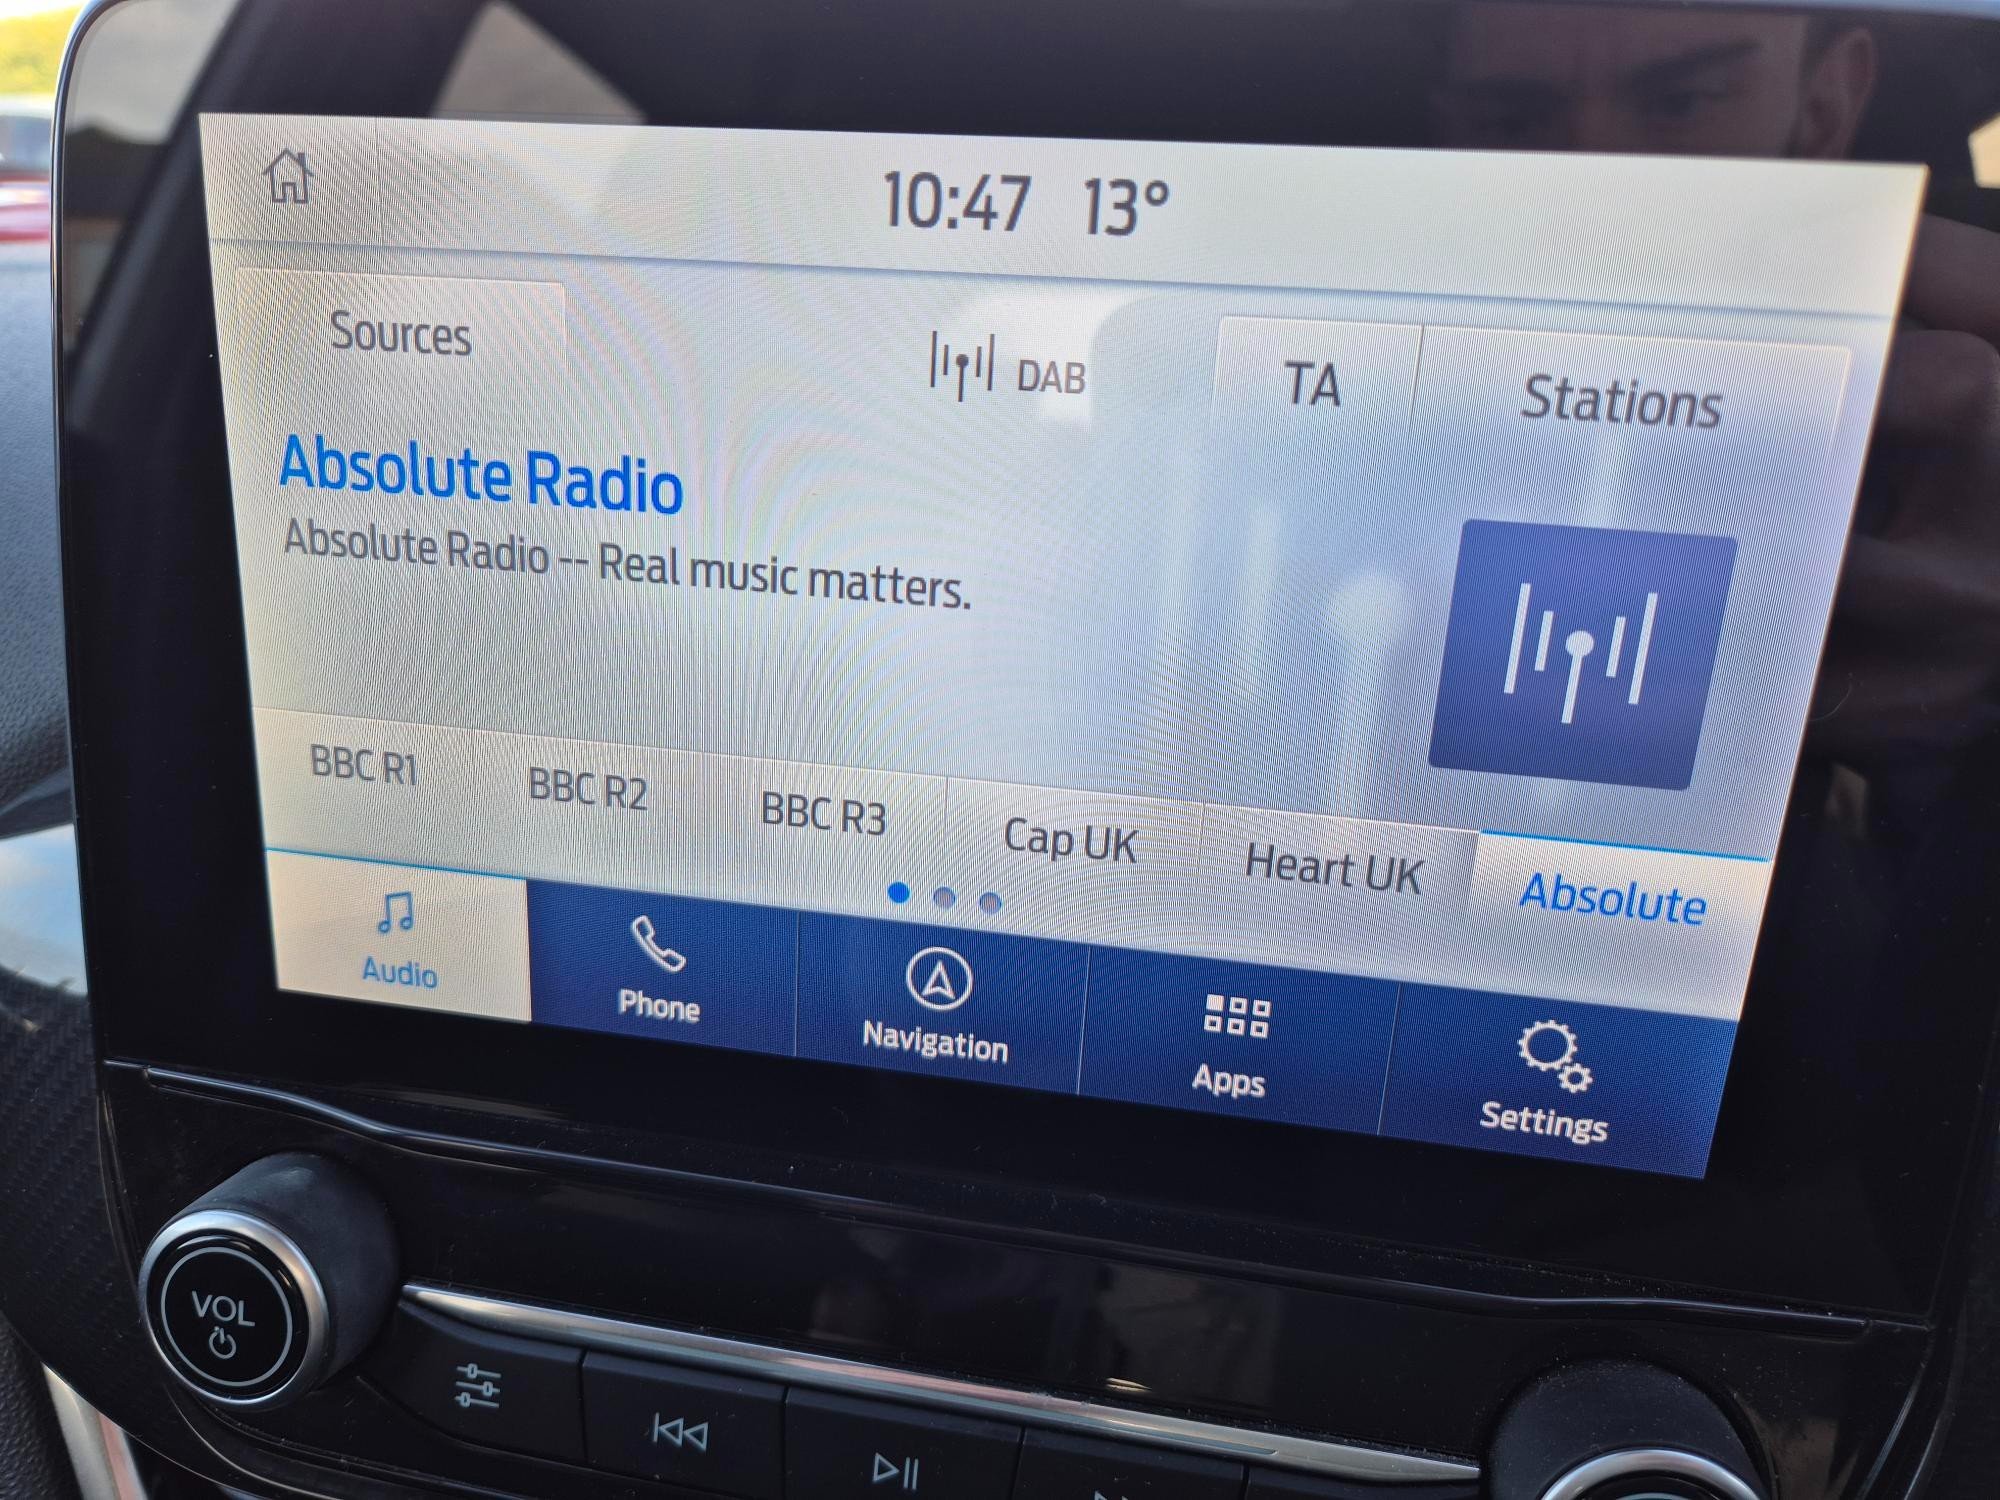 10:47 13°
Sources DAB TA Stations
Absolute Radio
Absolute Radio -- Real music matters.
BBC R1 BBC R2 BBC R3 Cap UK Heart UK Absolute
Audio Phone Navigation Apps Settings
VOL